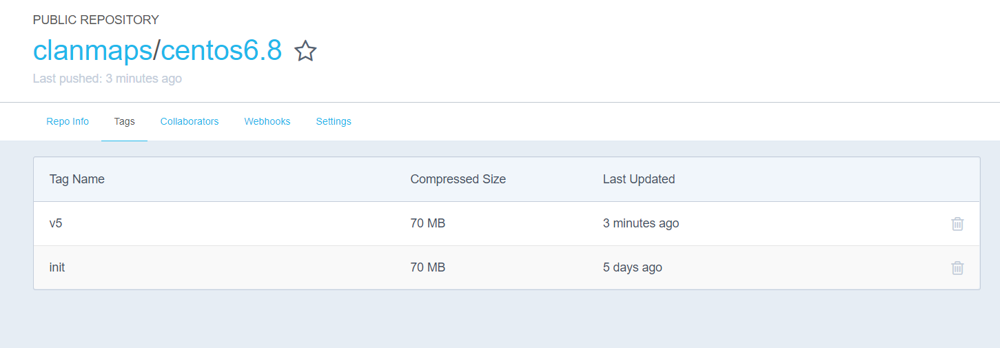 PUBLIC REPOSITORY
clanmaps/centos6.8
Last pushed: 3 minutes ago
Repo Info Tags Collaborators Webhooks Settings
Tag Name Compressed Size Last Updated
v5 70 MB 3 minutes ago
init 70 MB 5 days ago